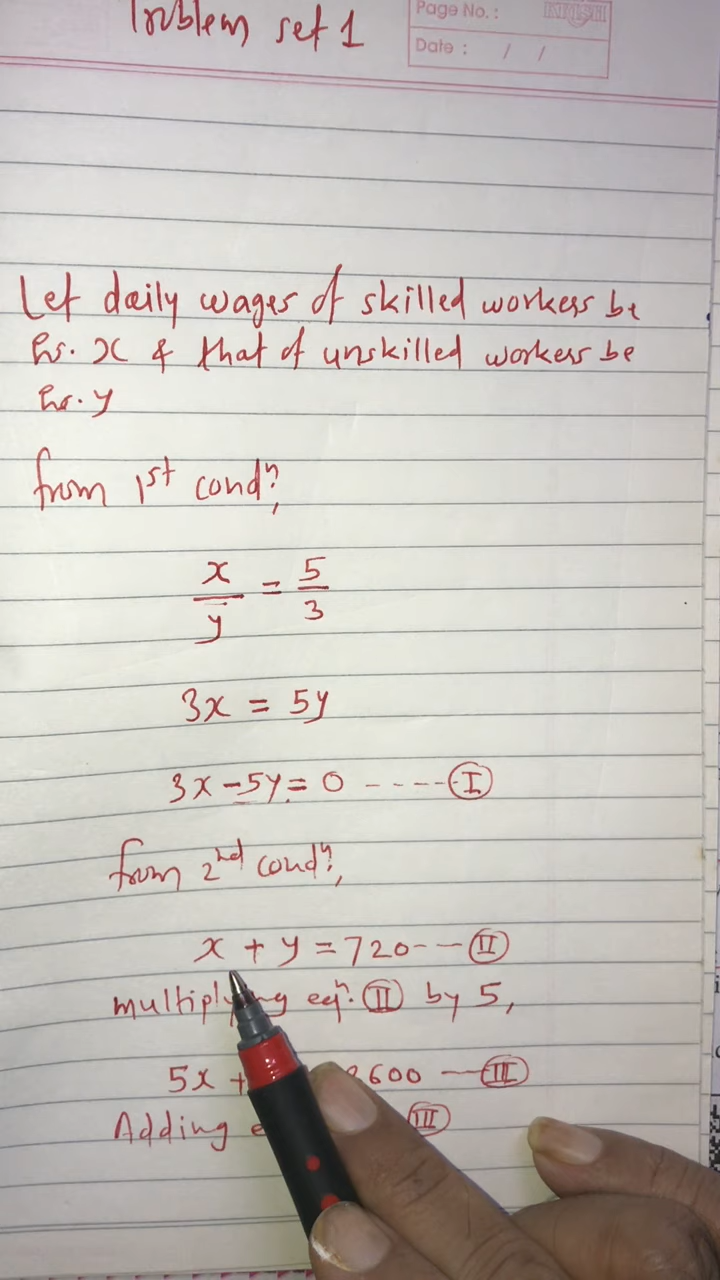 Problem set 1
Page No. :
Date : / /
Let daily wages of skilled workers be
Rs. x & that of unskilled workers be
Rs. y
from 1st condn,
x/y = 5/3
3x = 5y
3x - 5y = 0 ----- I
from 2nd condn,
x + y = 720 --- II
multiplying eqn. II by 5,
5x + 3600 — III
Adding III